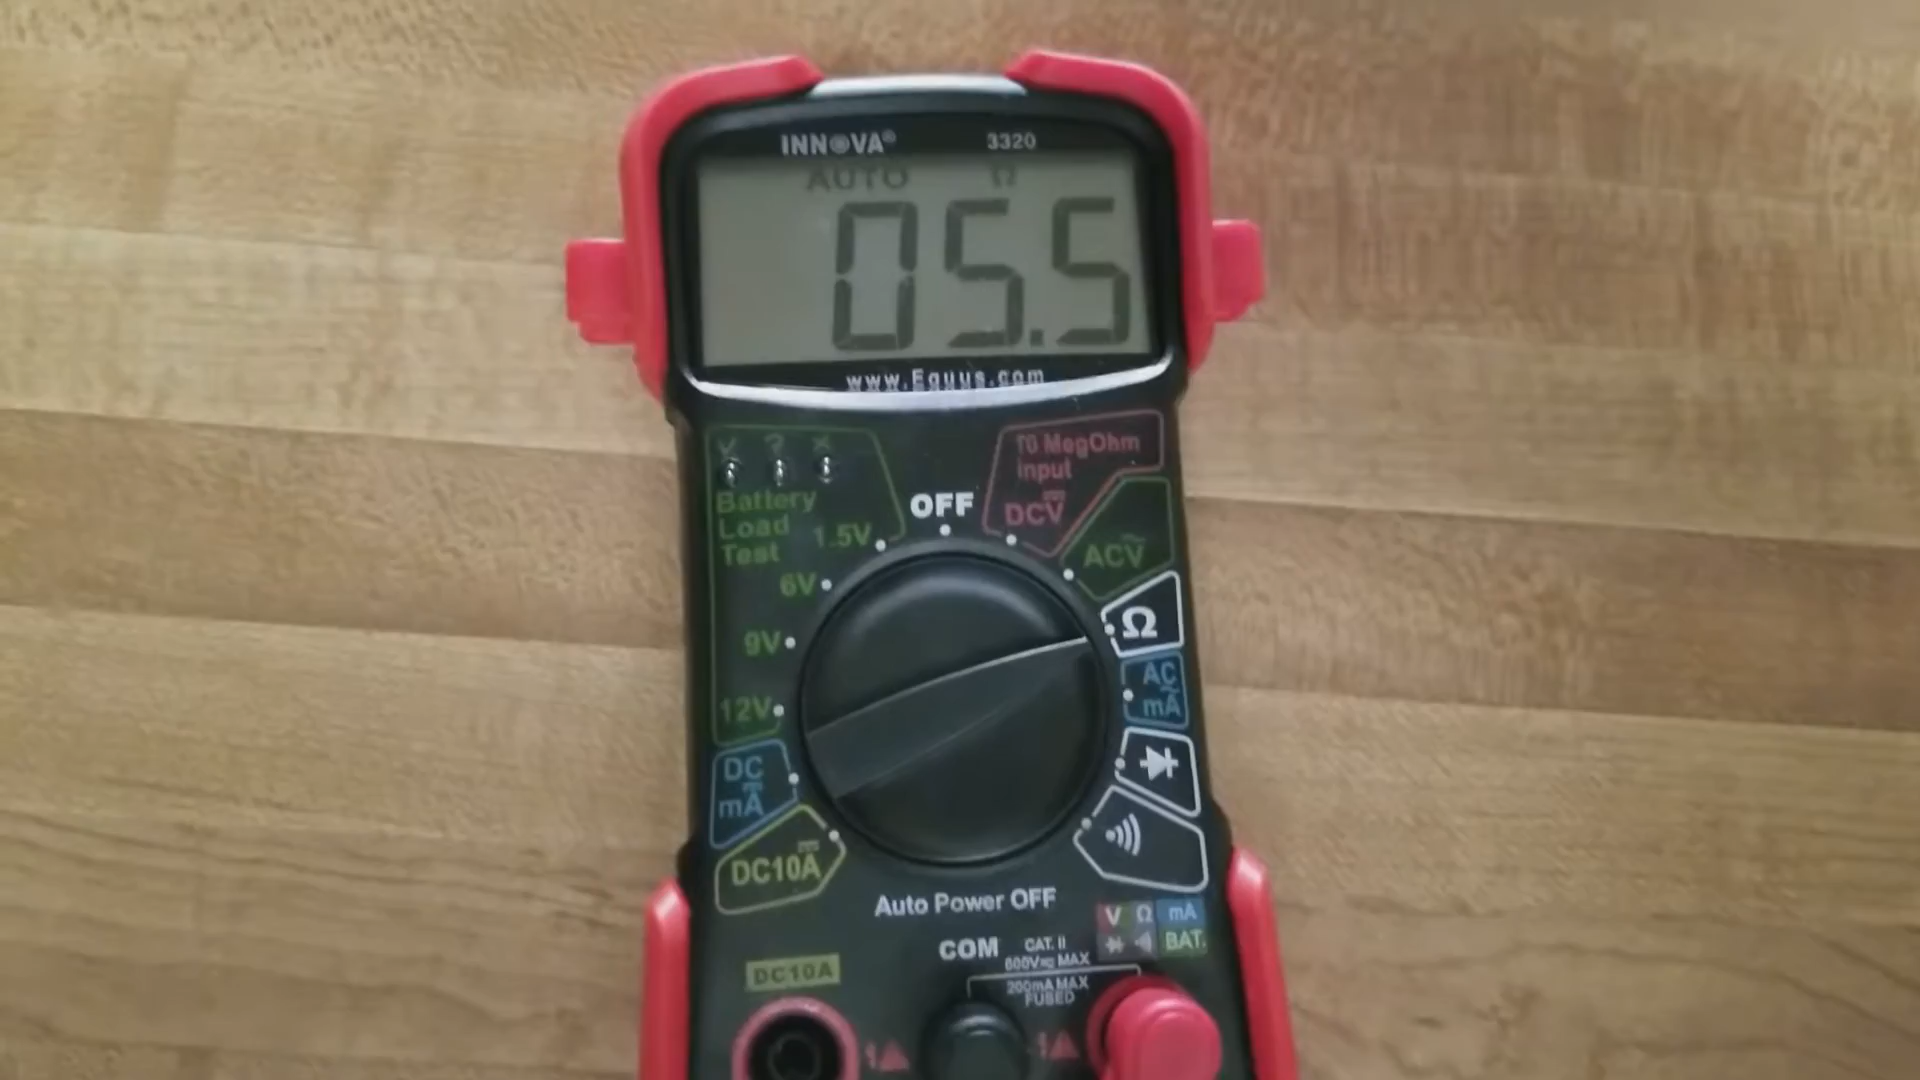 INNOVA® 3320
AUTO Ω
05.5
www.Equus.com
10 MegOhm
input
DCV
OFF
Battery
Load
Test
1.5V
ACV
6V
Ω
9V
AC
mA
12V
DC
mA
DC10A
Auto Power OFF
V Ω mA
BAT.
COM
CAT. II
600V MAX
DC10A
200mA MAX
FUSED